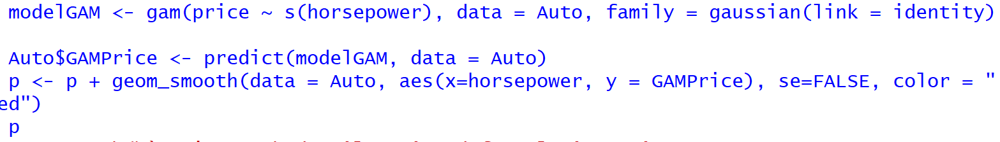 modelGAM <- gam(price ~ s(horsepower), data = Auto, family = gaussian(link = identity)
Auto$GAMPrice <- predict(modelGAM, data = Auto)
p <- p + geom_smooth(data = Auto, aes(x=horsepower, y = GAMPrice), se=FALSE, color = "
ed")
p